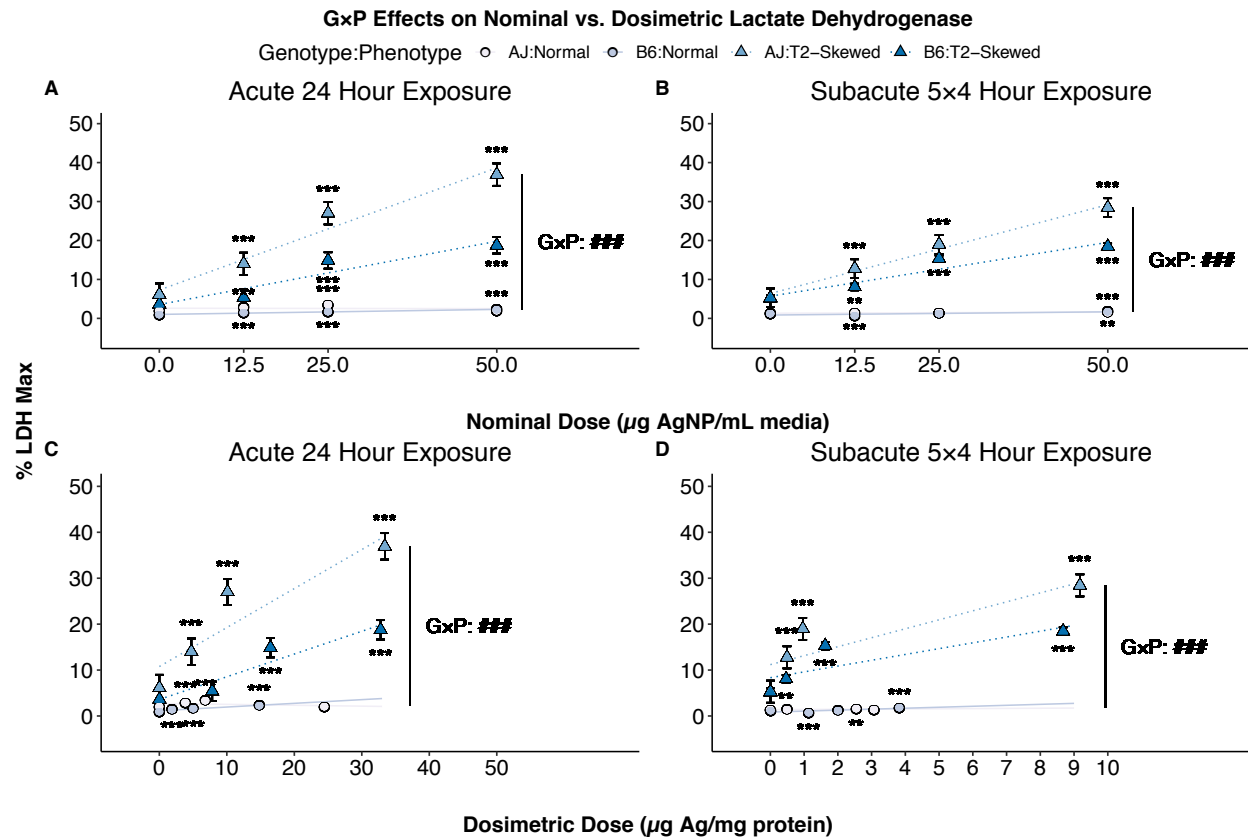 G×P Effects on Nominal vs. Dosimetric Lactate Dehydrogenase
Genotype:Phenotype AJ:Normal B6:Normal AJ:T2−Skewed B6:T2−Skewed
A Acute 24 Hour Exposure
50
40
30
20
10
0
*** *** *** *** *** *** *** *** *** *** ***
G×P: ###
0.0 12.5 25.0 50.0
B Subacute 5×4 Hour Exposure
50
40
30
20
10
0
*** *** *** ** *** *** *** *** *** **
G×P: ###
0.0 12.5 25.0 50.0
Nominal Dose (µg AgNP/mL media)
% LDH Max
C Acute 24 Hour Exposure
50
40
30
20
10
0
*** *** *** *** *** *** *** *** *** ***
G×P: ###
0 10 20 30 40 50
D Subacute 5×4 Hour Exposure
50
40
30
20
10
0
*** *** *** *** *** ** *** ** ***
G×P: ###
0 1 2 3 4 5 6 7 8 9 10
Dosimetric Dose (µg Ag/mg protein)